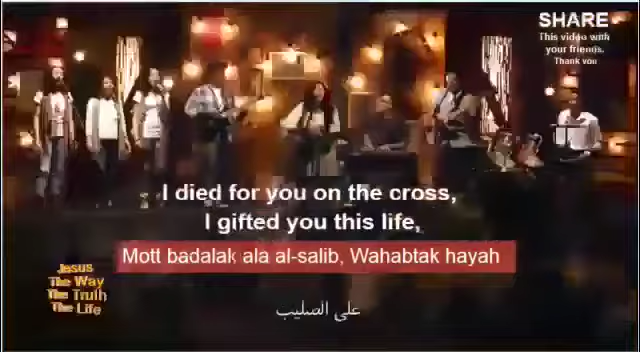 SHARE
This video with
your friends.
Thank you
I died for you on the cross,
I gifted you this life,
Mott badalak ala al-salib, Wahabtak hayah
على الصليب
Jesus
The Way
The Truth
The Life